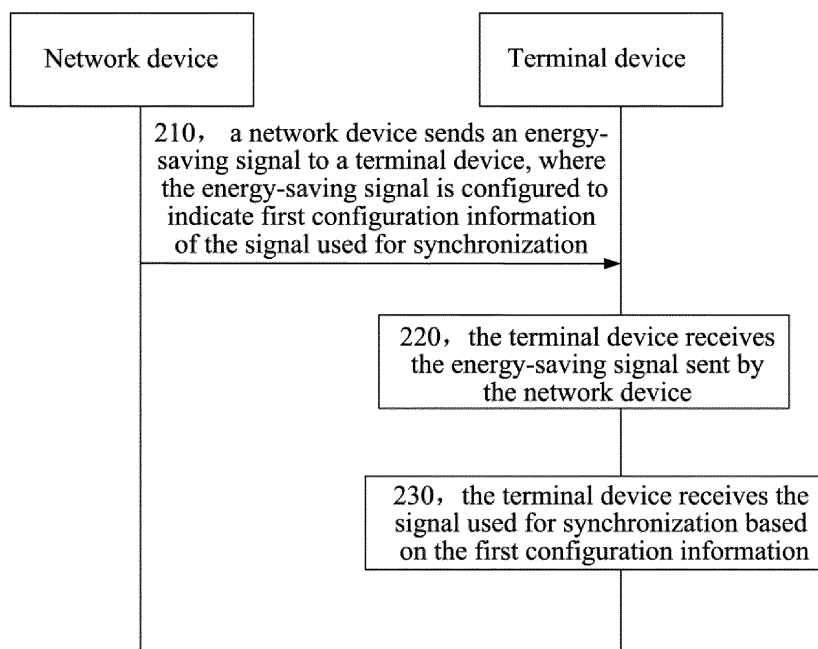 Network device
Terminal device
210， a network device sends an energy-
saving signal to a terminal device, where
the energy-saving signal is configured to
indicate first configuration information
of the signal used for synchronization
220，the terminal device receives
the energy-saving signal sent by
the network device
230，the terminal device receives the
signal used for synchronization based
on the first configuration information